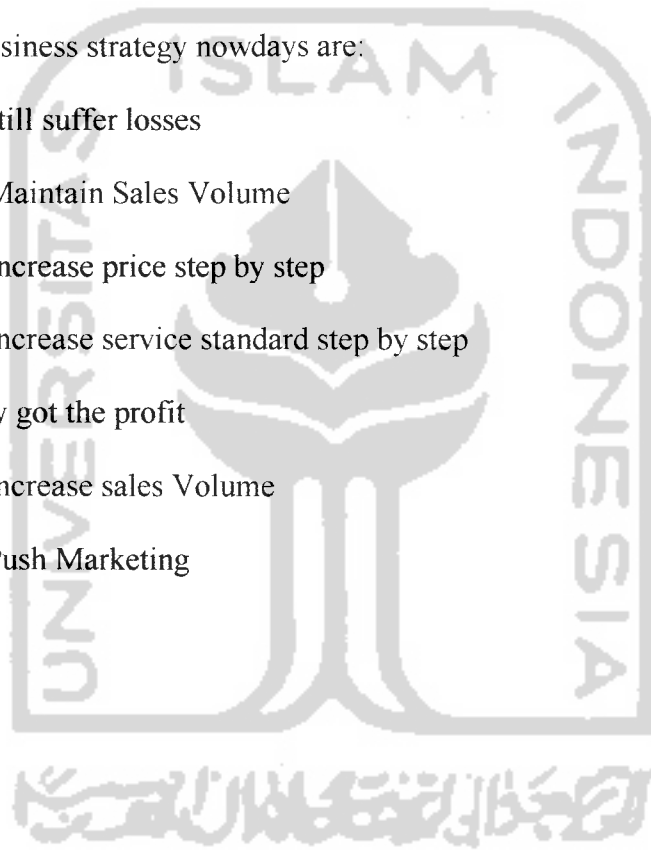 siness strategy nowdays are:
till suffer losses
Maintain Sales Volume
ncrease price step by step
ncrease service standard step by step
y got the profit
ncrease sales Volume
Push Marketing
ISLAM
UNIVERSITAS
INDONESIA